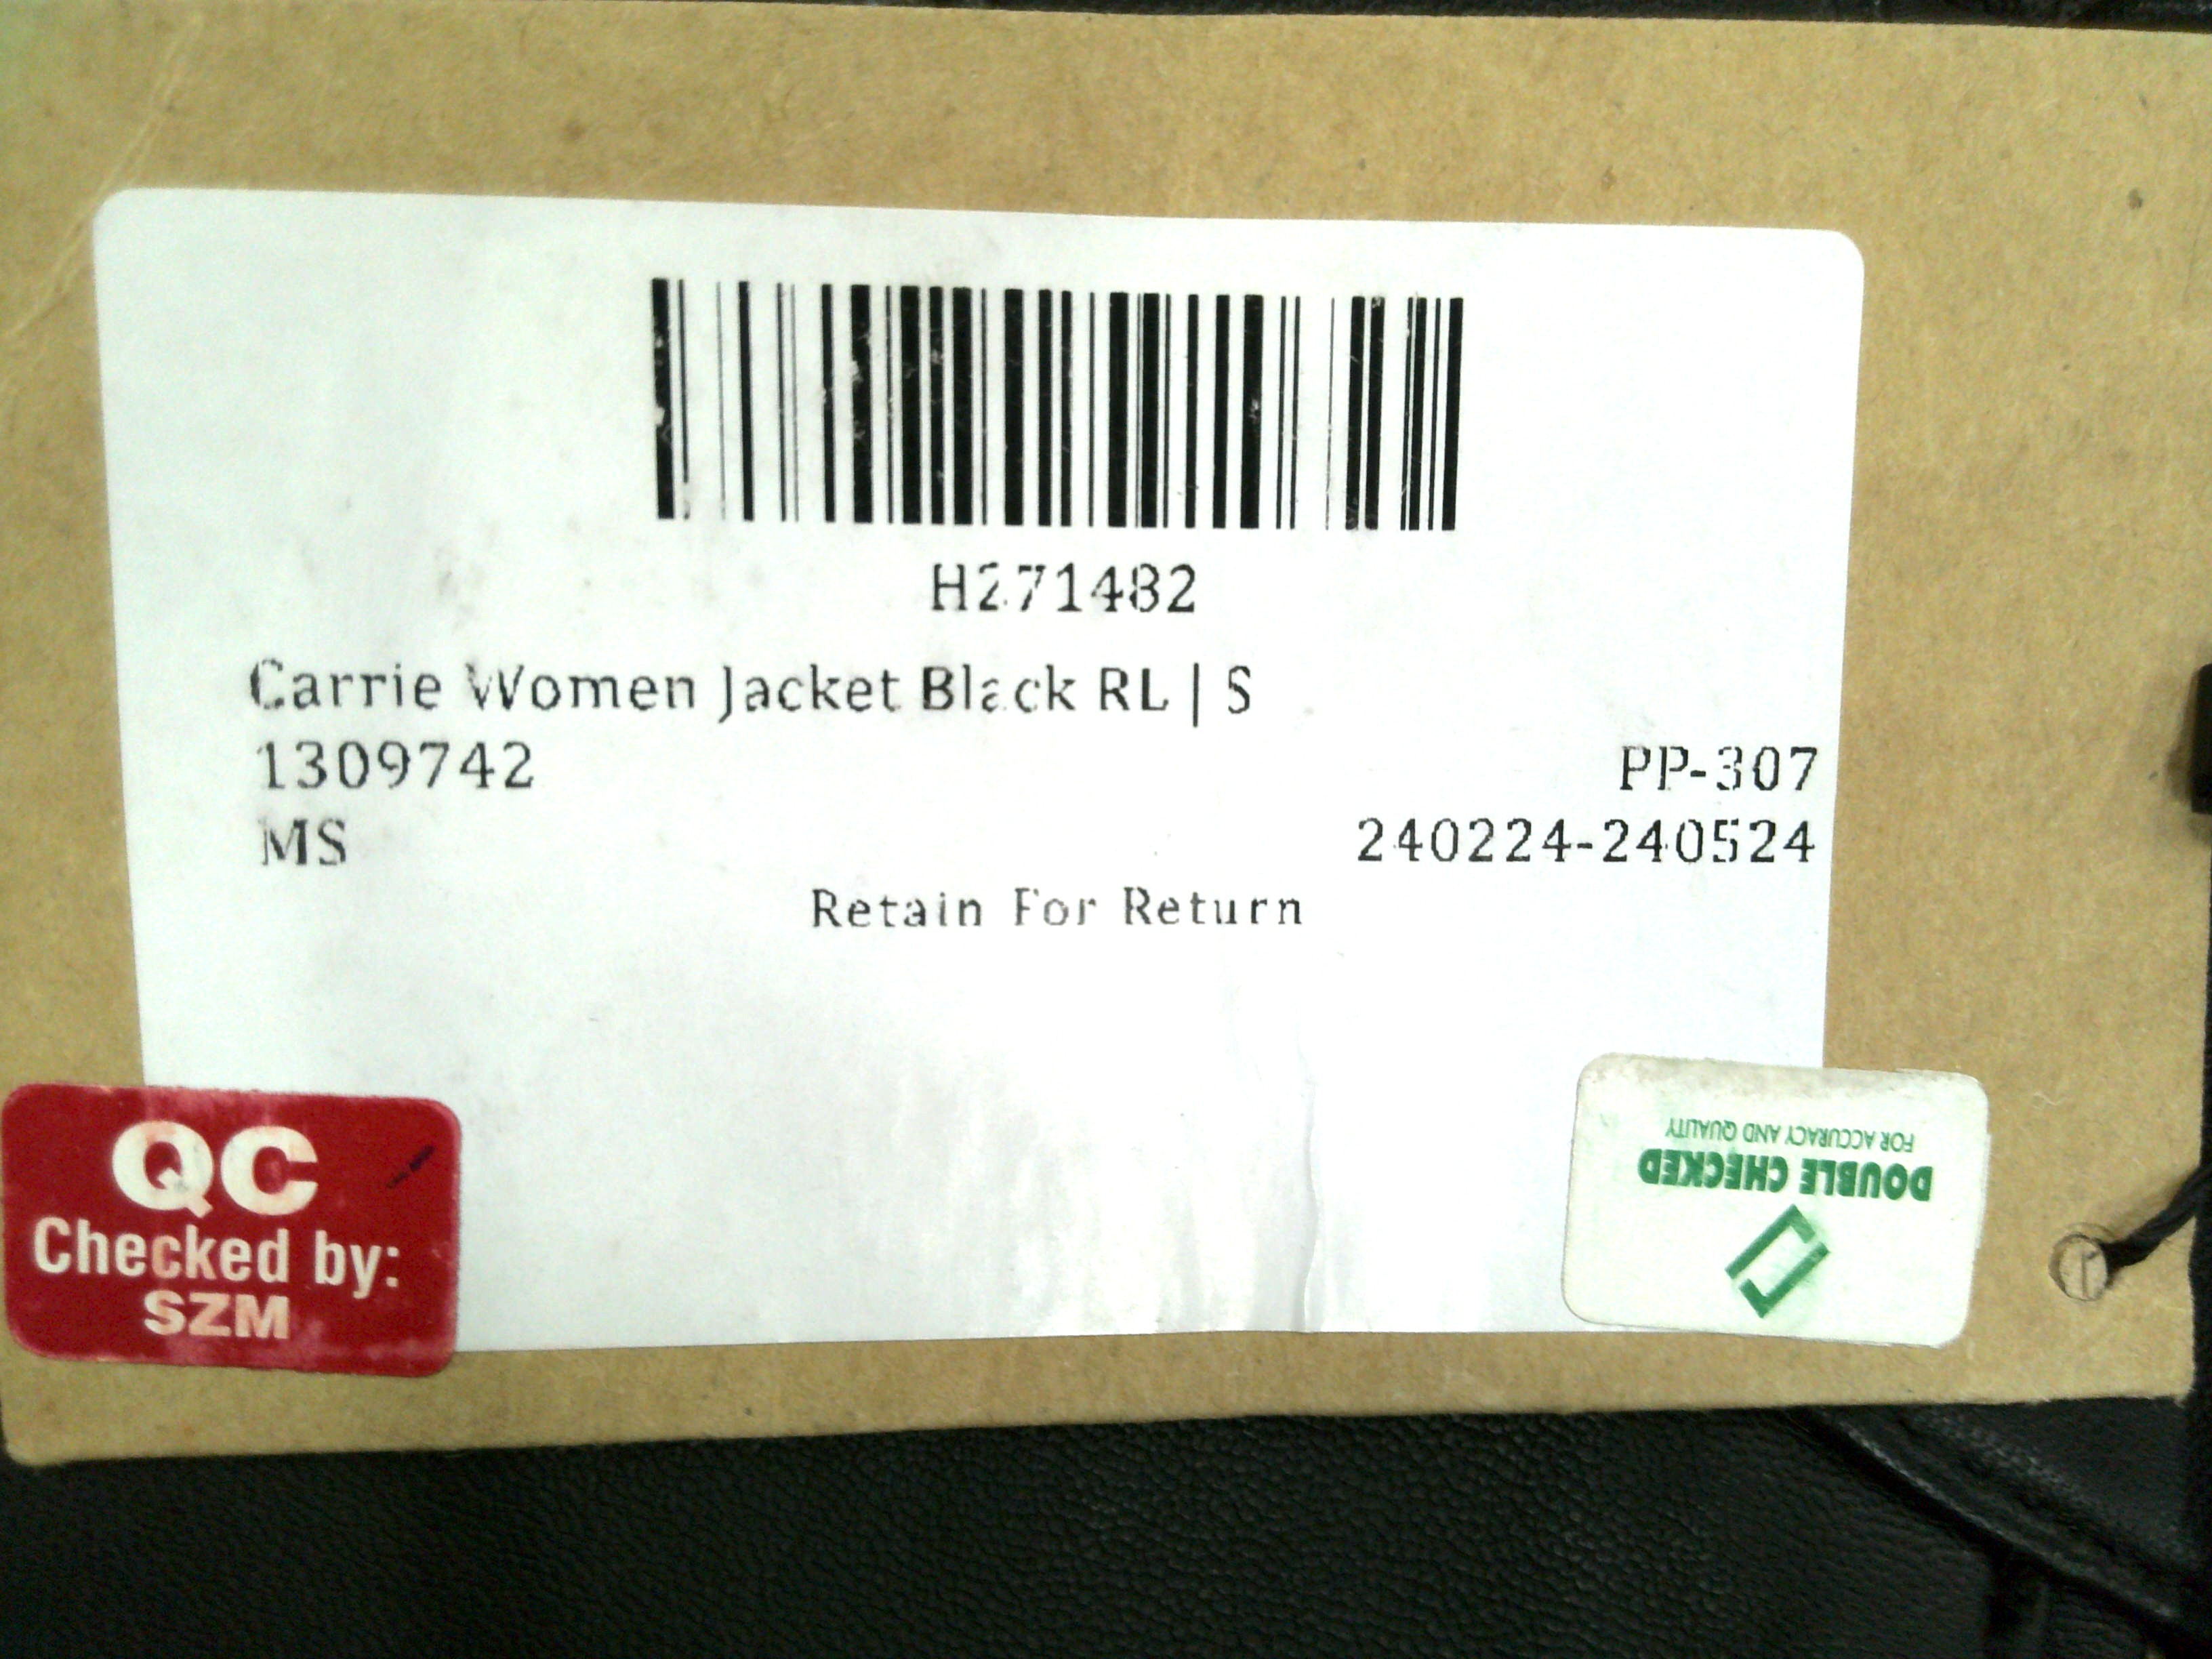 H271482
Carrie Women Jacket Black RL | S
1309742
PP-307
MS
240224-240524
Retain For Return
QC
Checked by:
SZM
DOUBLE CHECKED
FOR ACCURACY AND QUALITY